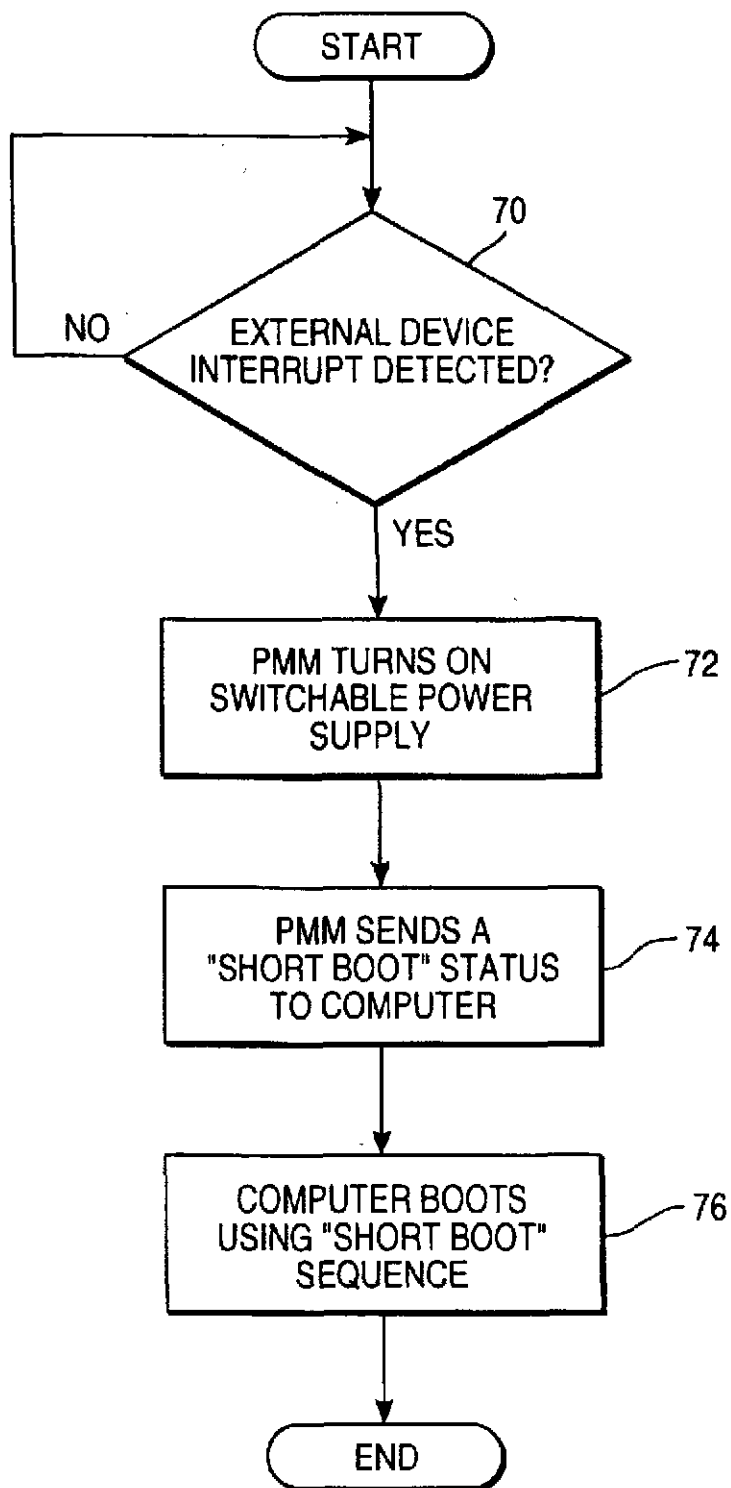 START
70
EXTERNAL DEVICE
INTERRUPT DETECTED?
NO
YES
PMM TURNS ON
SWITCHABLE POWER
SUPPLY
72
PMM SENDS A
"SHORT BOOT" STATUS
TO COMPUTER
74
COMPUTER BOOTS
USING "SHORT BOOT"
SEQUENCE
76
END